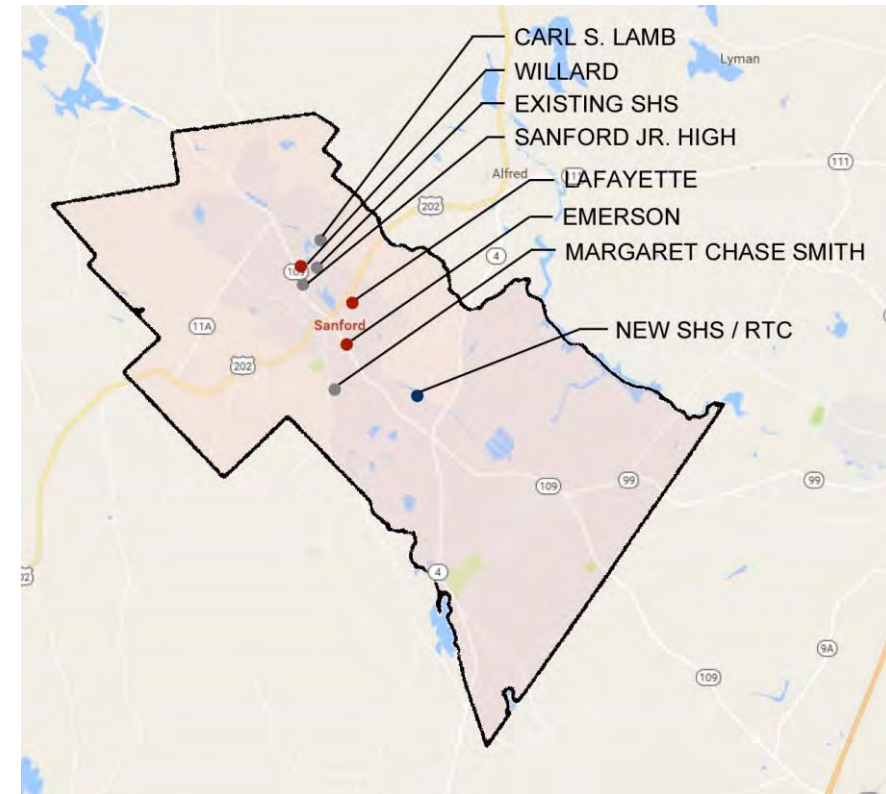 CARL S. LAMB
WILLARD
EXISTING SHS
SANFORD JR. HIGH
LAFAYETTE
EMERSON
MARGARET CHASE SMITH
NEW SHS / RTC
Lyman
111
Alfred
202
4
109
11A
Sanford
202
109
99
99
4
9A
109